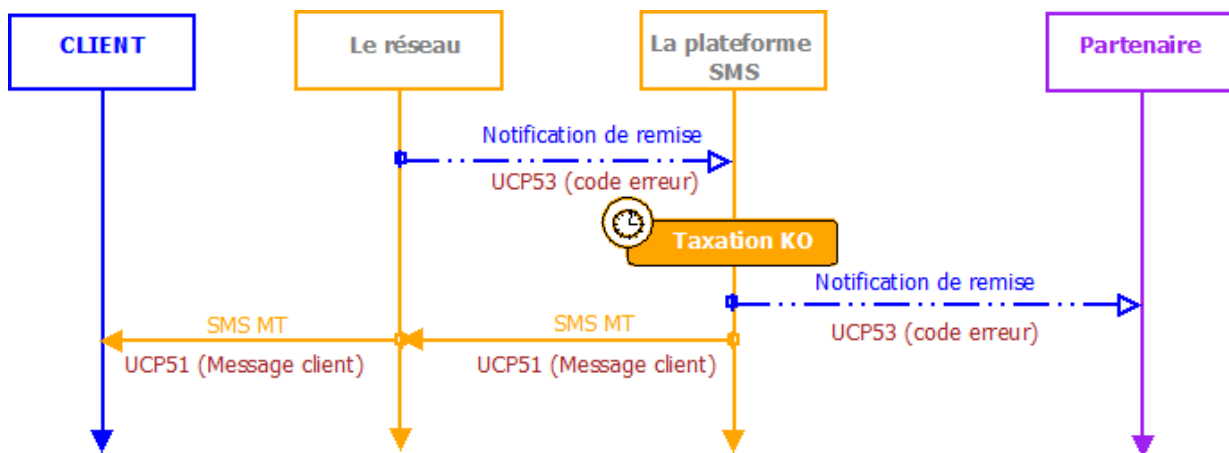 CLIENT
Le réseau
La plateforme
SMS
Partenaire
Notification de remise
UCP53 (code erreur)
Taxation KO
Notification de remise
UCP53 (code erreur)
SMS MT
UCP51 (Message client)
SMS MT
UCP51 (Message client)